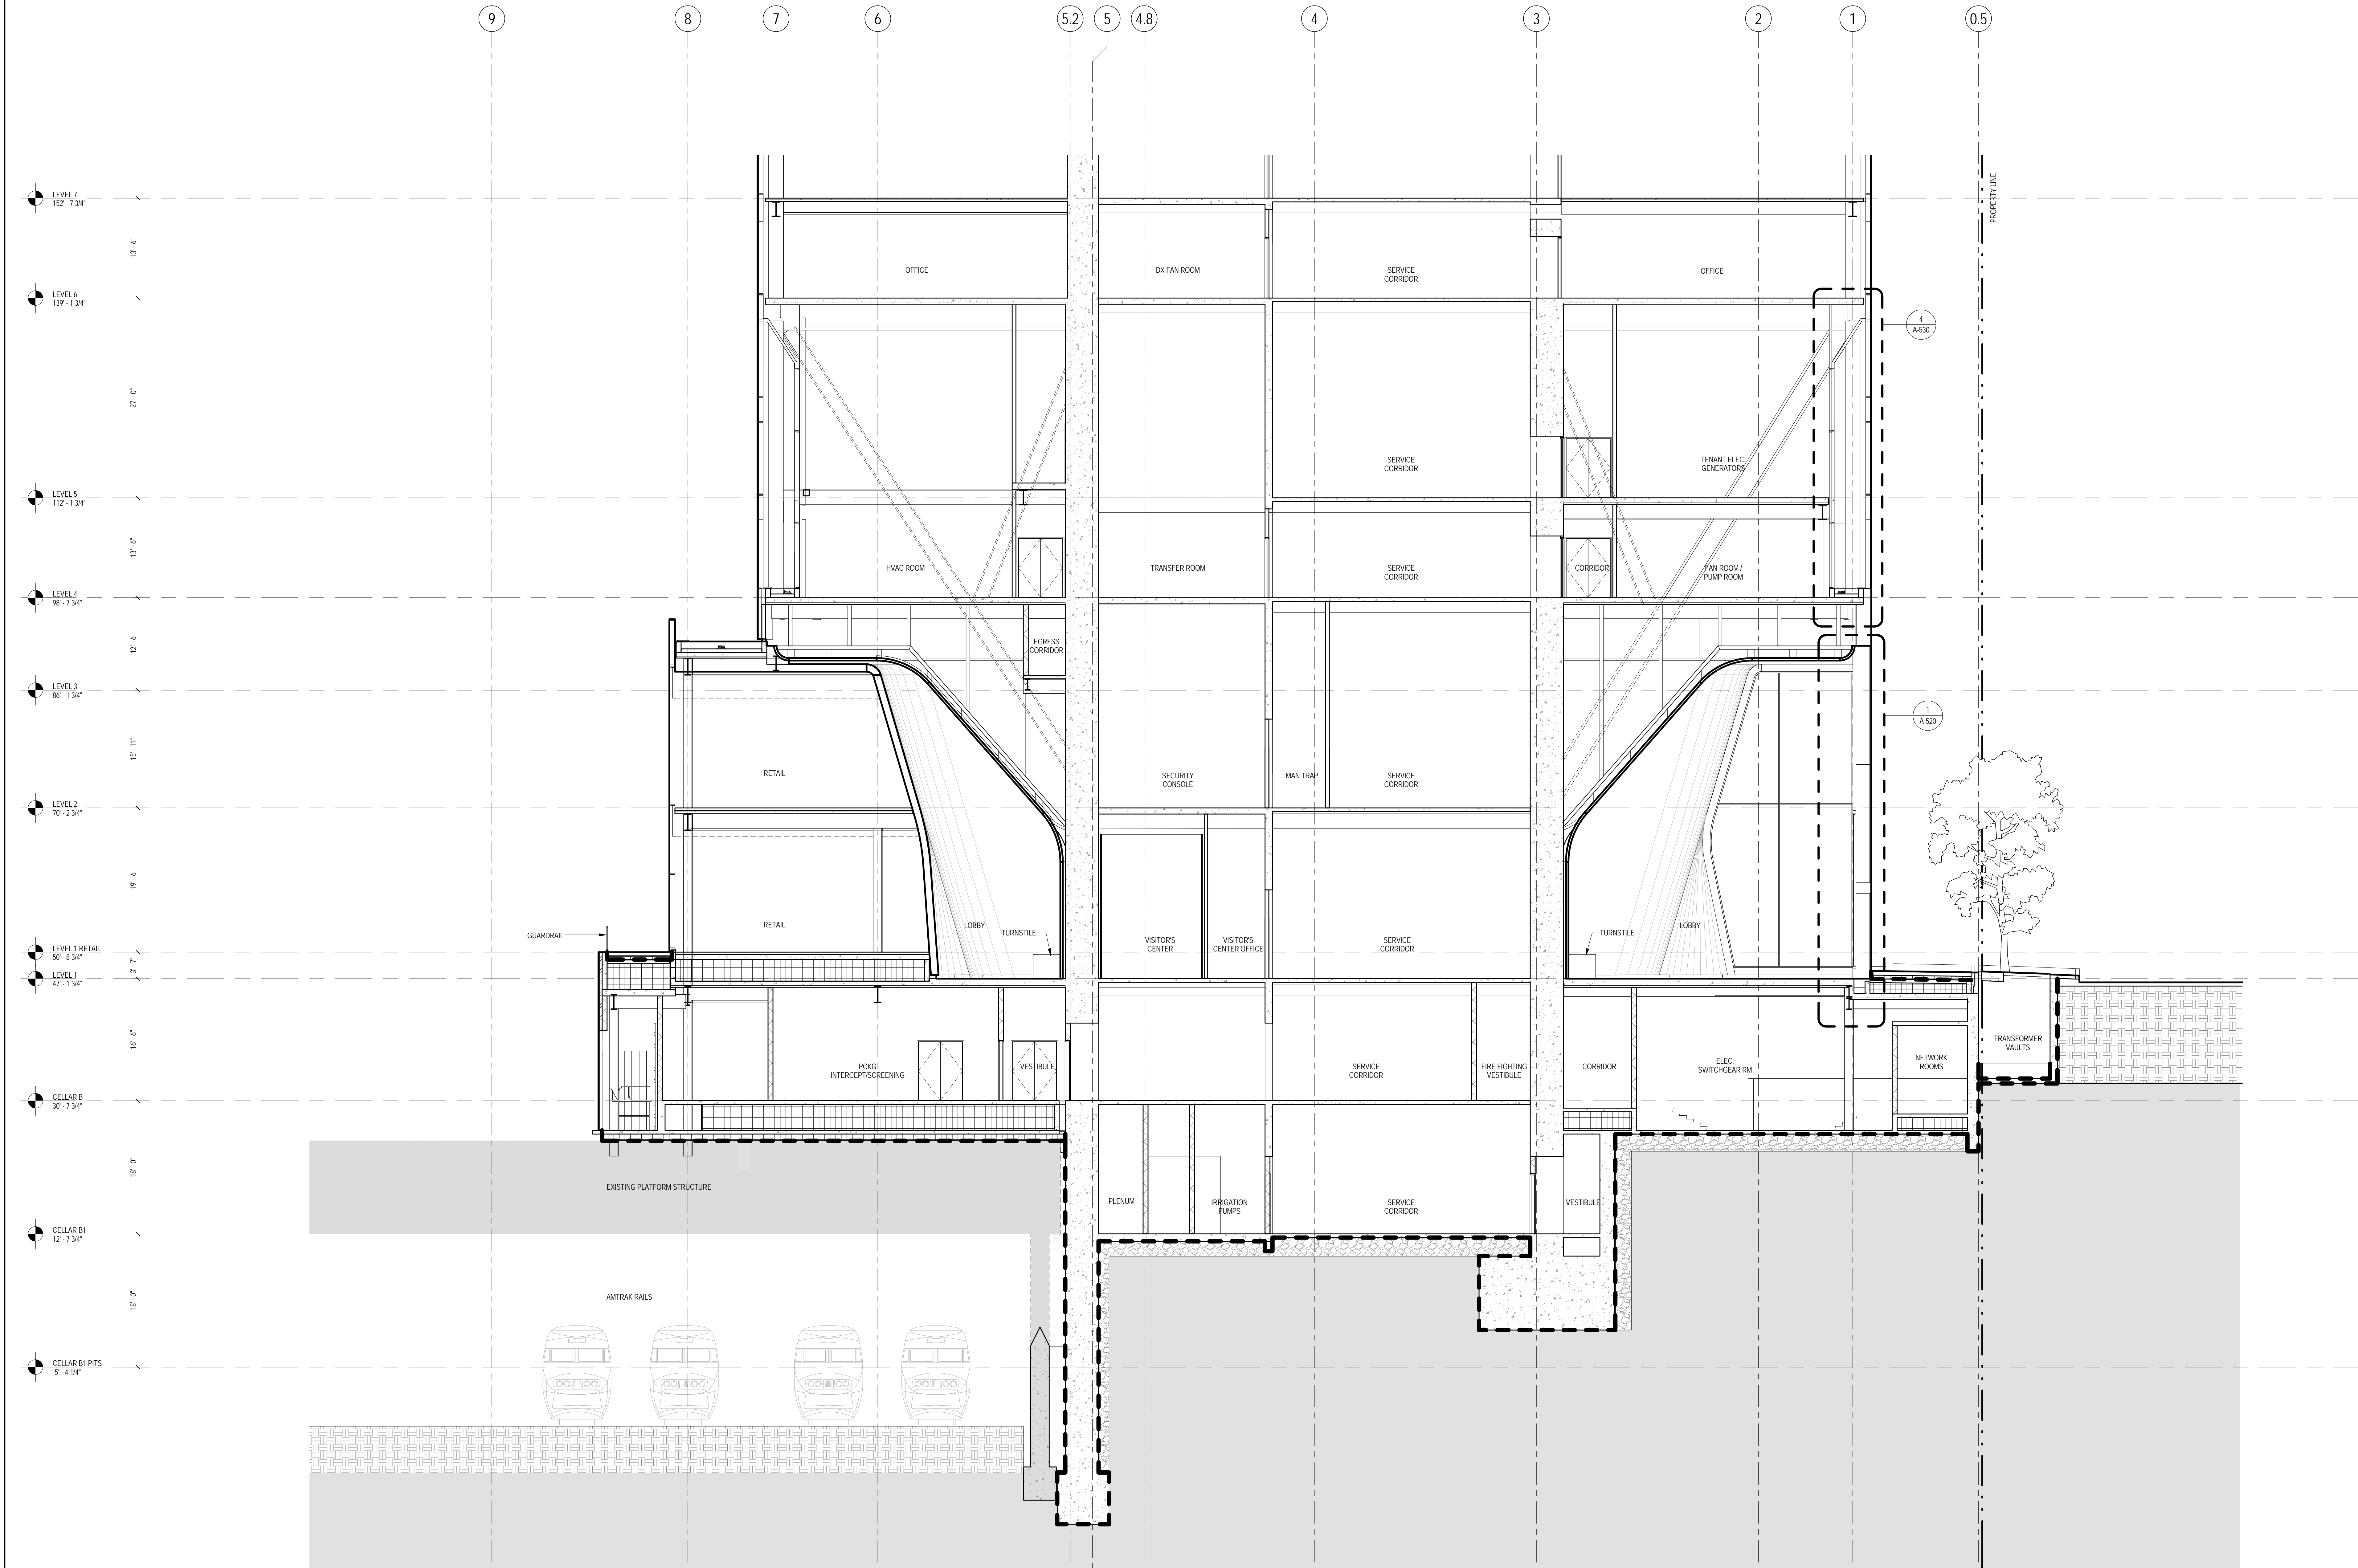 9
8
7
6
5.2
5
4.8
4
3
2
1
0.5
PROPERTY LINE
LEVEL 7
152' - 7 3/4"
13' - 6"
OFFICE
DX FAN ROOM
SERVICE
CORRIDOR
OFFICE
LEVEL 6
139' - 1 3/4"
4
A-530
27' - 0"
SERVICE
CORRIDOR
TENANT ELEC.
GENERATORS
LEVEL 5
112' - 1 3/4"
13' - 6"
HVAC ROOM
TRANSFER ROOM
SERVICE
CORRIDOR
CORRIDOR
FAN ROOM /
PUMP ROOM
LEVEL 4
98' - 7 3/4"
12' - 6"
EGRESS
CORRIDOR
LEVEL 3
86' - 1 3/4"
1
A-520
15' - 11"
RETAIL
SECURITY
CONSOLE
MAN TRAP
SERVICE
CORRIDOR
LEVEL 2
70' - 2 3/4"
19' - 6"
GUARDRAIL
RETAIL
LOBBY
TURNSTILE
VISITOR'S
CENTER
VISITOR'S
CENTER OFFICE
SERVICE
CORRIDOR
TURNSTILE
LOBBY
LEVEL 1 RETAIL
50' - 8 3/4"
3' - 7"
LEVEL 1
47' - 1 3/4"
16' - 6"
PCKG
INTERCEPT/SCREENING
VESTIBULE
SERVICE
CORRIDOR
FIRE FIGHTING
VESTIBULE
CORRIDOR
ELEC.
SWITCHGEAR RM
NETWORK
ROOMS
TRANSFORMER
VAULTS
CELLAR B
30' - 7 3/4"
18' - 0"
EXISTING PLATFORM STRUCTURE
PLENUM
IRRIGATION
PUMPS
SERVICE
CORRIDOR
VESTIBULE
CELLAR B1
12' - 7 3/4"
18' - 0"
AMTRAK RAILS
CELLAR B1 PITS
-5' - 4 1/4"